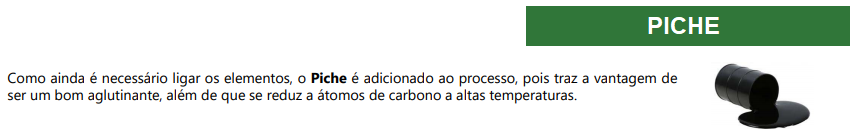 PICHE
Como ainda é necessário ligar os elementos, o Piche é adicionado ao processo, pois traz a vantagem de
ser um bom aglutinante, além de que se reduz a átomos de carbono a altas temperaturas.